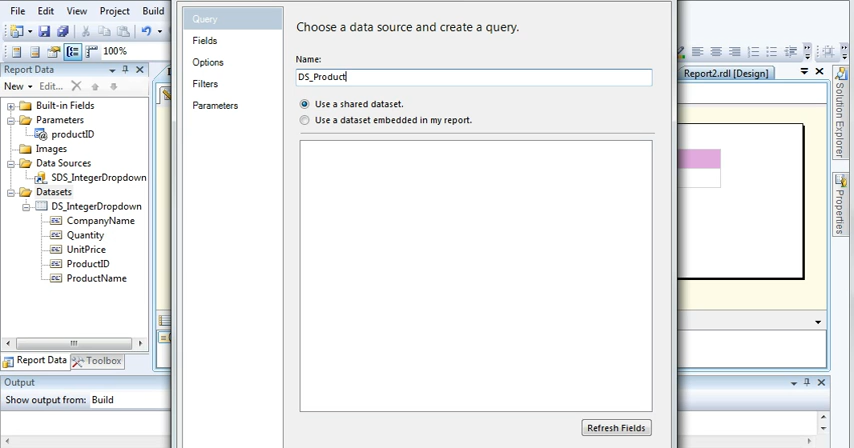 File Edit View Project Build
100%
Report Data
New Edit...
Built-in Fields
Parameters
productID
Images
Data Sources
SDS_IntegerDropdown
Datasets
DS_IntegerDropdown
CompanyName
Quantity
UnitPrice
ProductID
ProductName
Report Data Toolbox
Output
Show output from: Build
Query
Fields
Options
Filters
Parameters
Choose a data source and create a query.
Name:
DS_Product
Use a shared dataset.
Use a dataset embedded in my report.
Refresh Fields
Report2.rdl [Design]
Solution Explorer
Properties